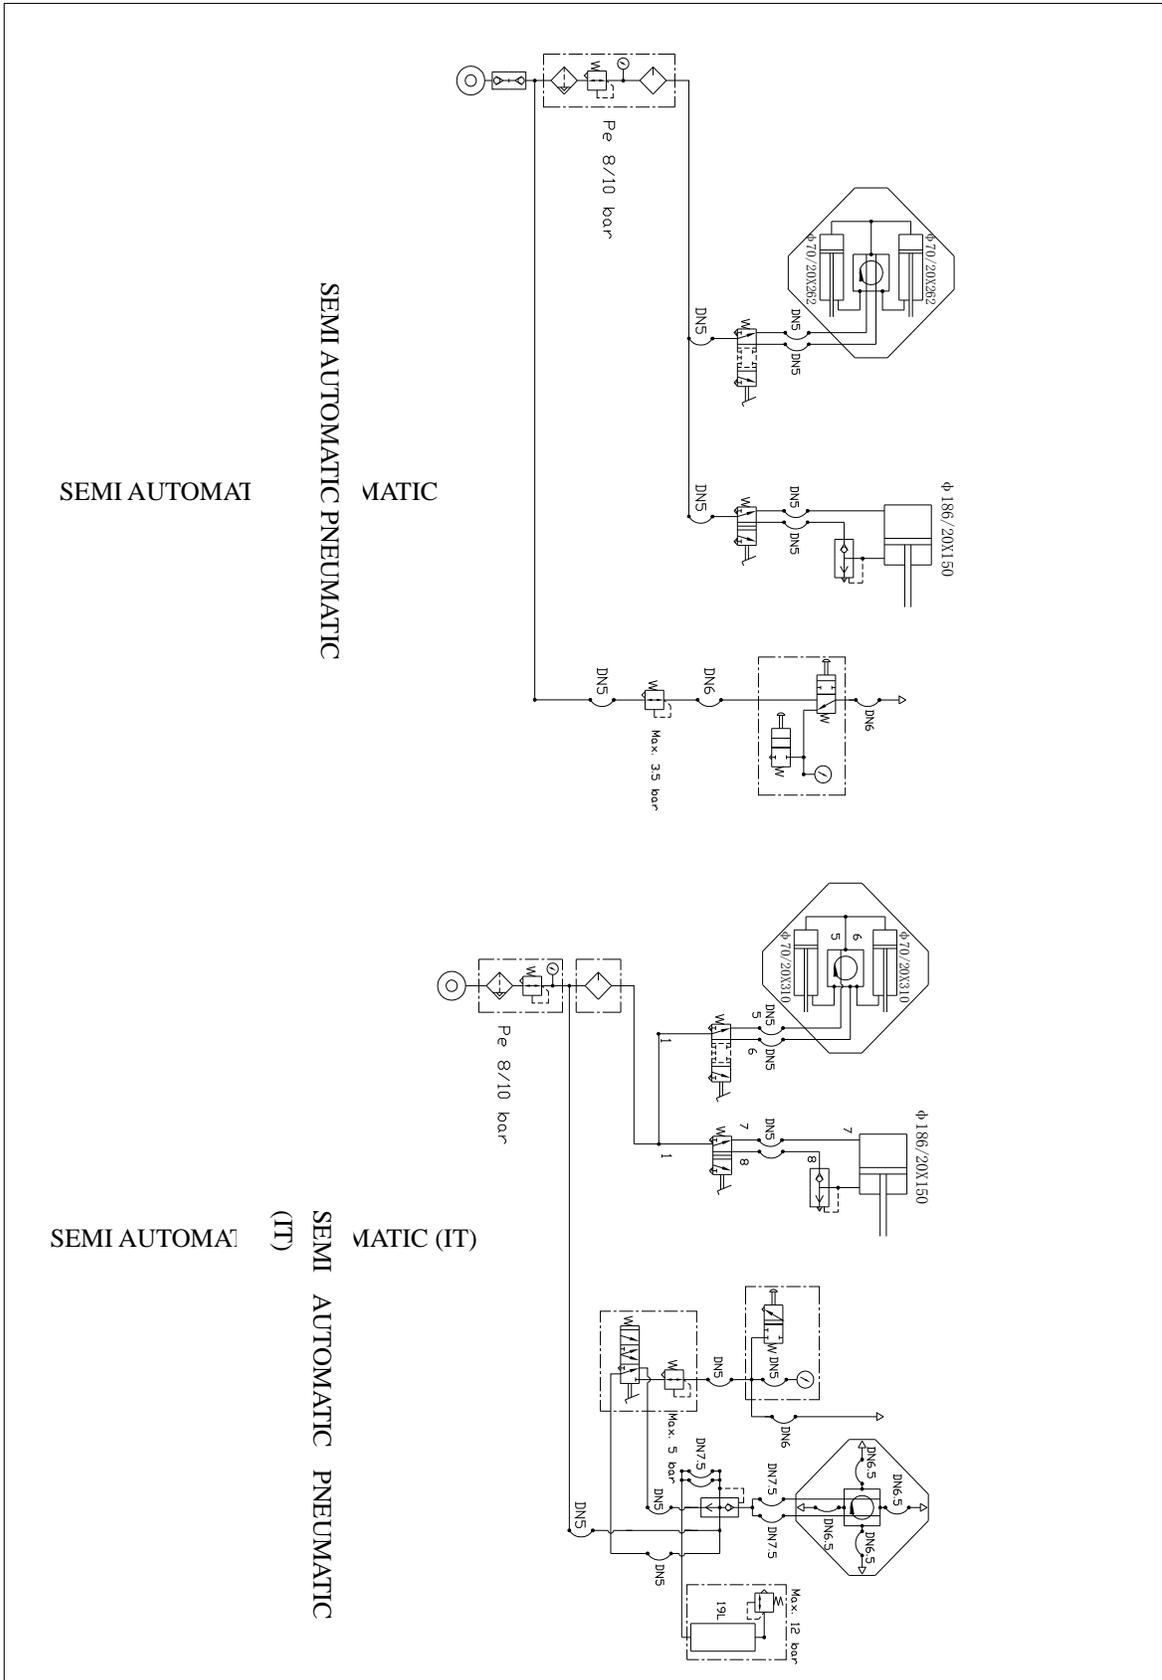 W
Pe 8/10 bar
φ70/20X262
φ70/20X262
DN5
W
DN5
DN5
SEMI AUTOMATIC PNEUMATIC
SEMI AUTOMAT
MATIC
DN5
W
DN5
DN5
φ186/20X150
DN5
W
Max. 3.5 bar
DN6
W
W
DN6
φ70/20X310
φ70/20X310
5
6
W
Pe 8/10 bar
1
W
5
DN5
6
DN5
1
W
7
8
DN5
7
8
φ186/20X150
SEMI AUTOMAT
MATIC (IT)
SEMI AUTOMATIC PNEUMATIC
(IT)
W
W
Max. 5 bar
DN5
W
DN5
DN6
DN7.5
DN5
DN5
DN5
DN7.5
DN7.5
DN6.5
DN6.5
DN6.5
DN6.5
W
Max. 12 bar
19L